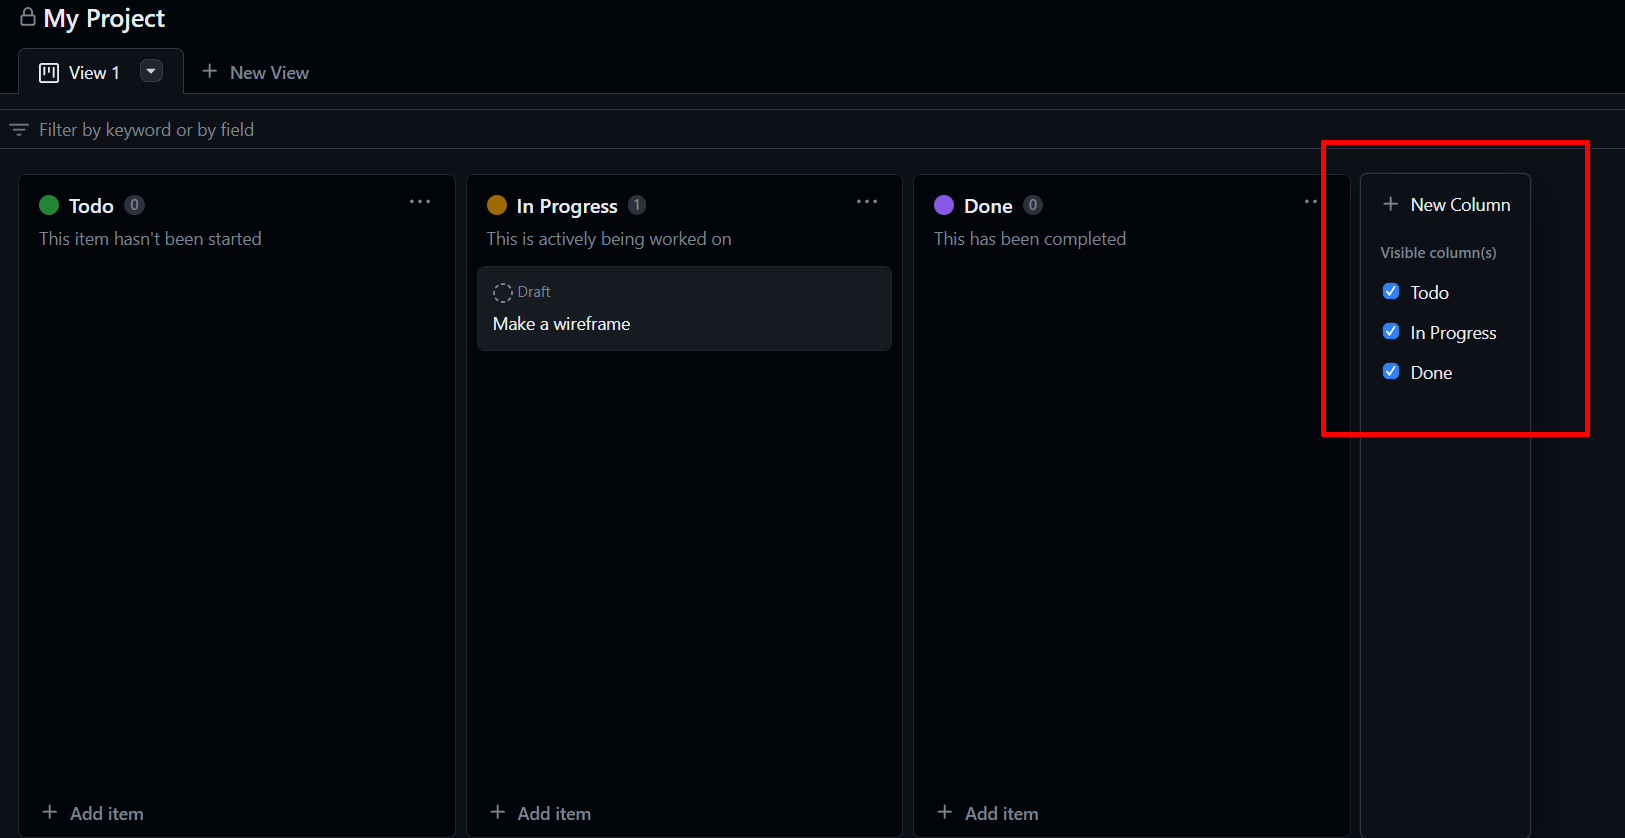 My Project
View 1
New View
Filter by keyword or by field
Todo 0
This item hasn't been started
Add item
In Progress 1
This is actively being worked on
Draft
Make a wireframe
Add item
Done 0
This has been completed
Add item
New Column
Visible column(s)
Todo
In Progress
Done